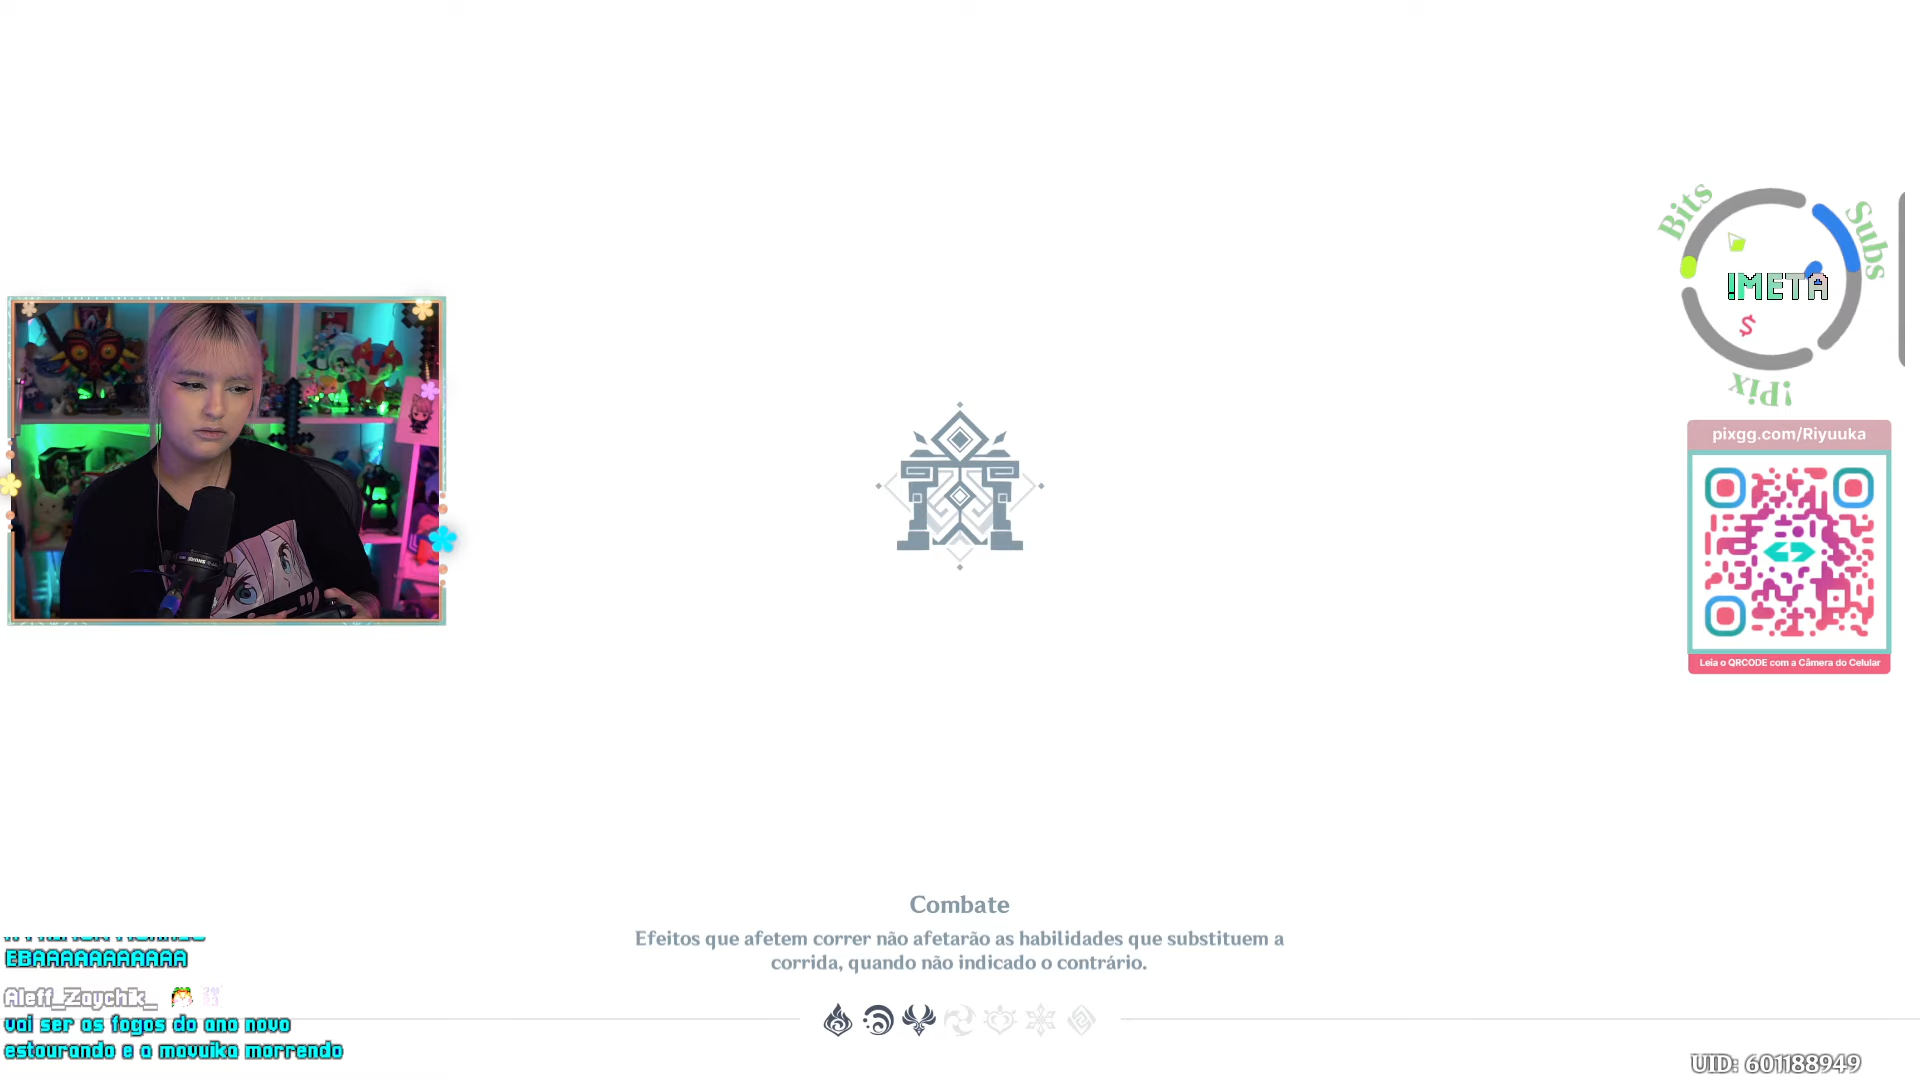 Bits
Subs
!META
!Pix
pixgg.com/Riyuuka
Leia o QRCODE com a Câmera do Celular
Combate
Efeitos que afetem correr não afetarão as habilidades que substituem a
corrida, quando não indicado o contrário.
EBAAAAAAAAAAA
Aleff_Zaychik_
vai ser os fogos do ano novo
estourando e a mavuika morrendo
UID: 601188949